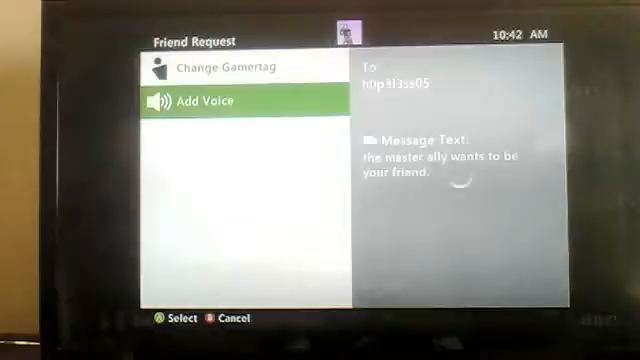 Friend Request
10:42 AM
Change Gamertag
Add Voice
To:
h0p3l3ss05
Message Text:
the master ally wants to be
your friend.
A Select B Cancel